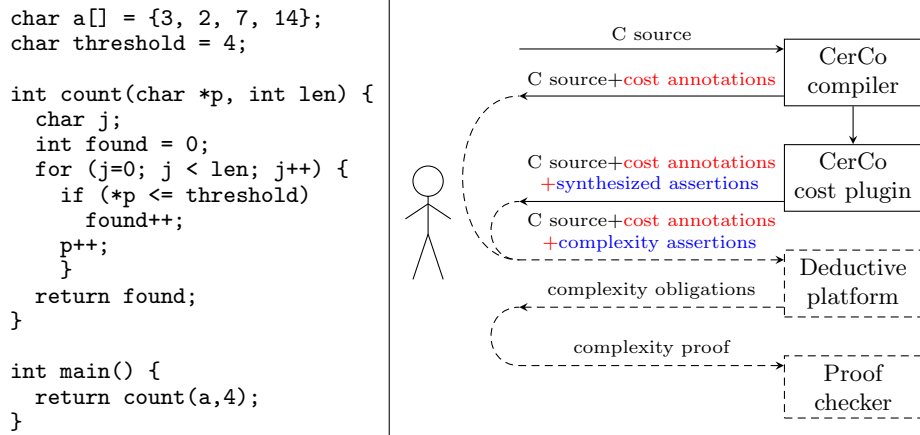 char a[] = {3, 2, 7, 14};
char threshold = 4;
int count(char *p, int len) {
char j;
int found = 0;
for (j=0; j < len; j++) {
if (*p <= threshold)
found++;
p++;
}
return found;
}
int main() {
return count(a,4);
}
C source
CerCo
compiler
C source+cost annotations
C source+cost annotations
+synthesized assertions
CerCo
cost plugin
C source+cost annotations
+complexity assertions
Deductive
platform
complexity obligations
complexity proof
Proof
checker